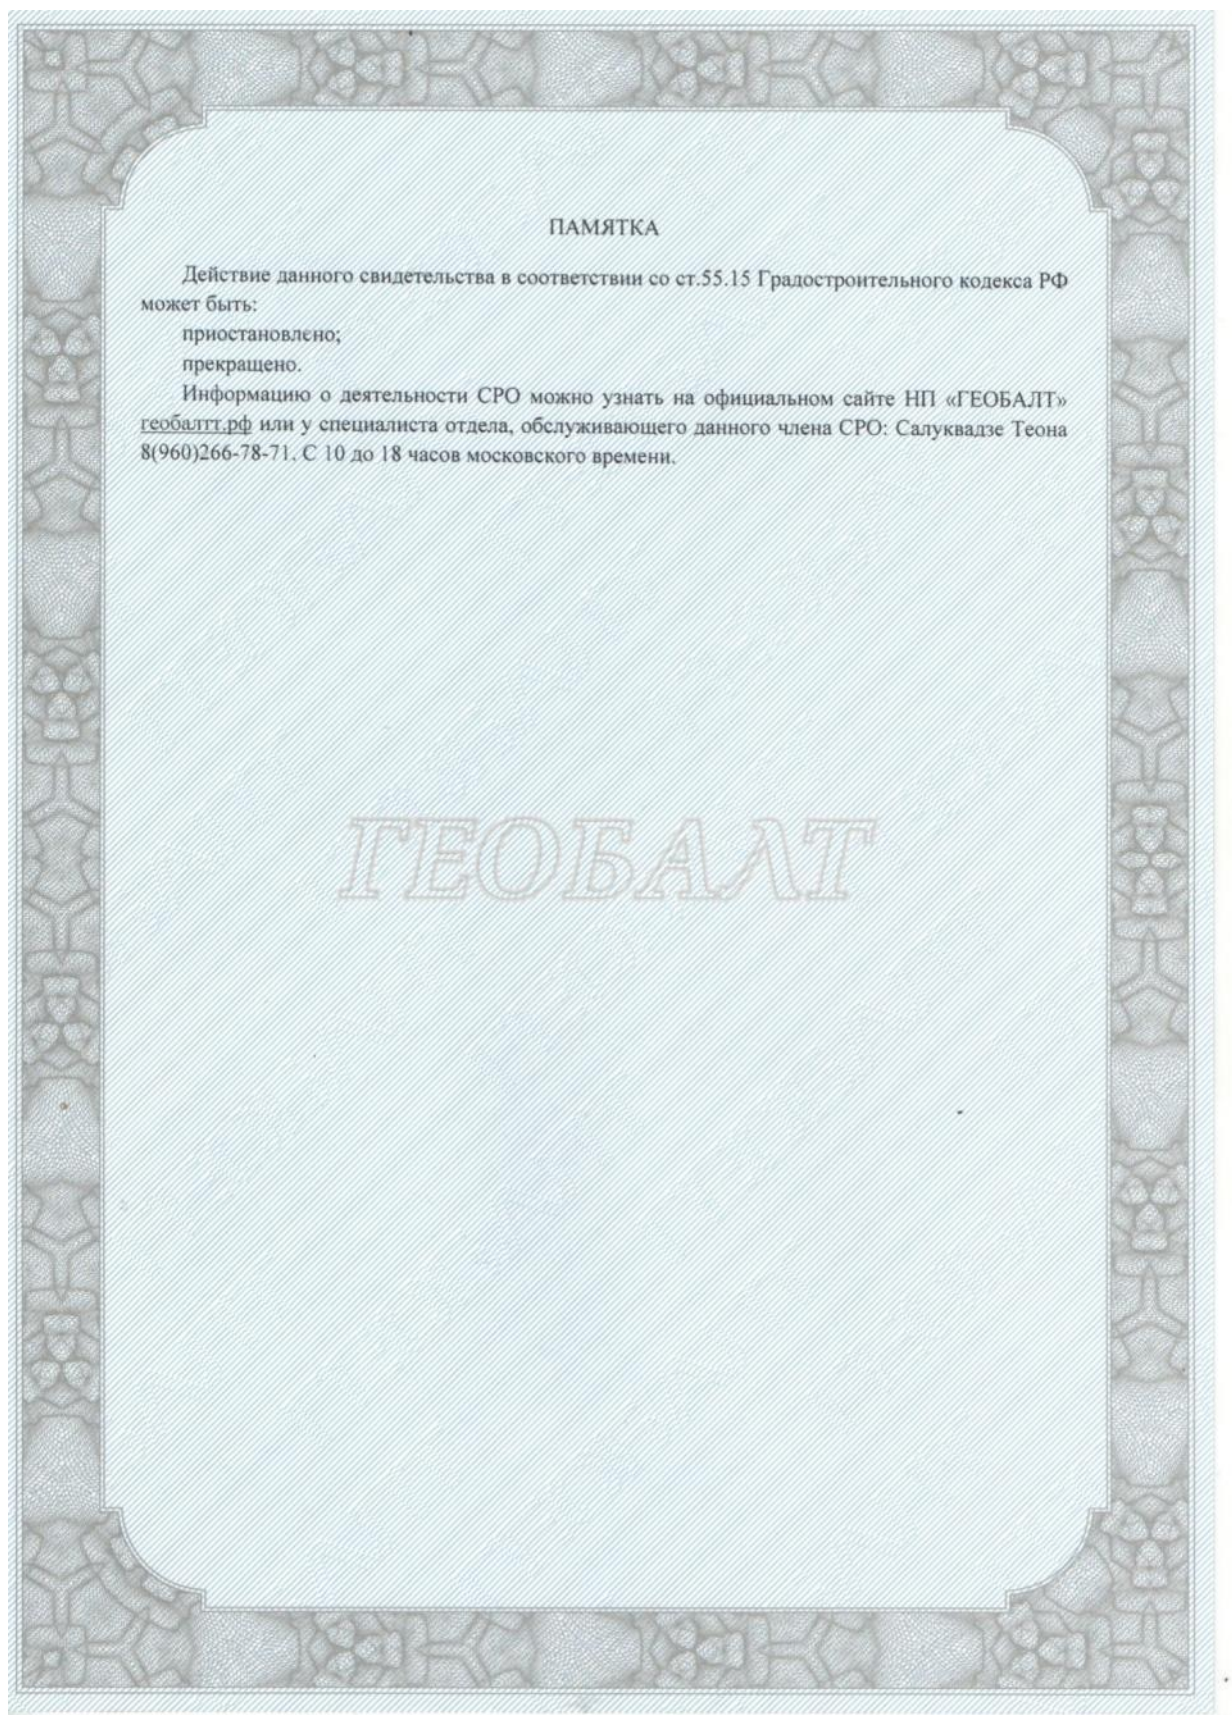 ПАМЯТКА
Действие данного свидетельства в соответствии со ст.55.15 Градостроительного кодекса РФ
может быть:
приостановлено;
прекращено.
Информацию о деятельности СРО можно узнать на официальном сайте НП «ГЕОБАЛТ»
геобалтт.рф или у специалиста отдела, обслуживающего данного члена СРО: Салуквадзе Теона
8(960)266-78-71. С 10 до 18 часов московского времени.
ГЕОБАЛТ